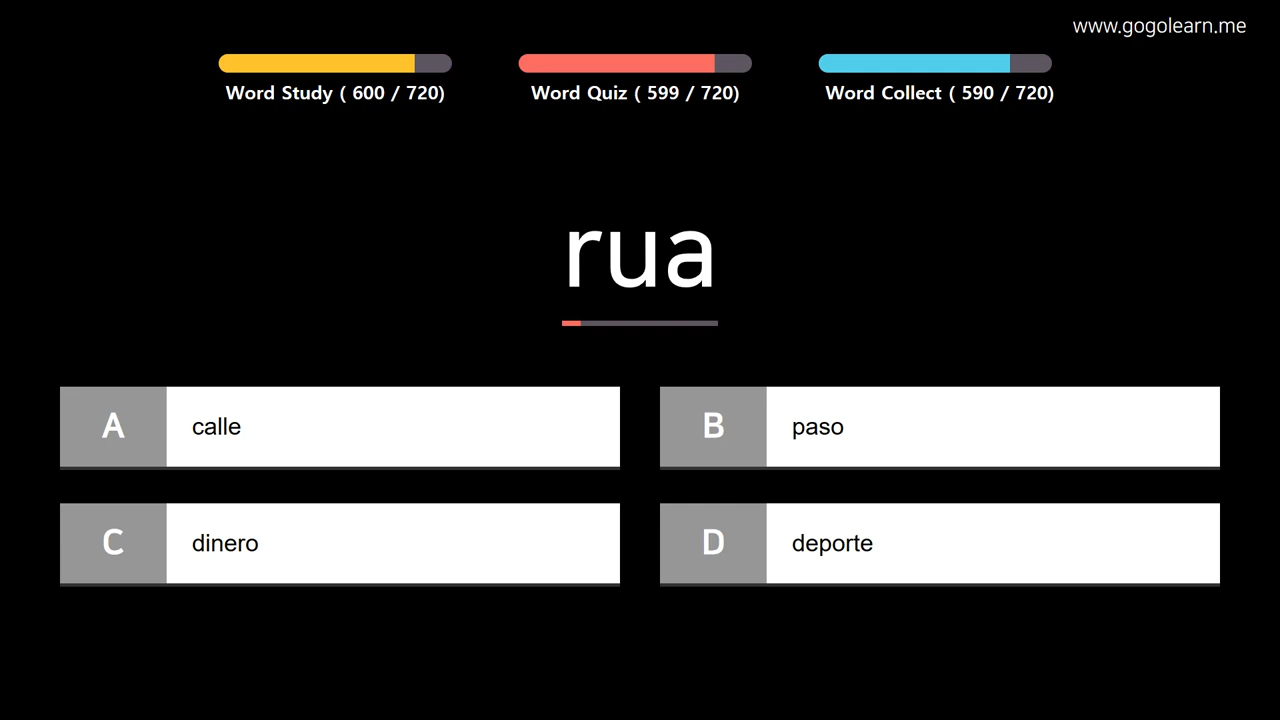 www.gogolearn.me
Word Study ( 600 / 720)
Word Quiz ( 599 / 720)
Word Collect ( 590 / 720)
rua
A calle
B paso
C dinero
D deporte